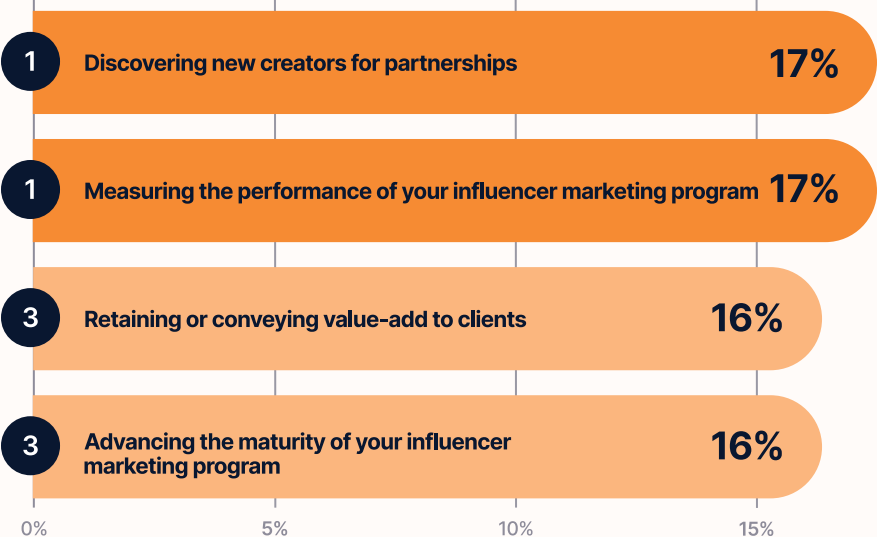 1
Discovering new creators for partnerships
17%
1
Measuring the performance of your influencer marketing program
17%
3
Retaining or conveying value-add to clients
16%
3
Advancing the maturity of your influencer
marketing program
16%
0%
5%
10%
15%